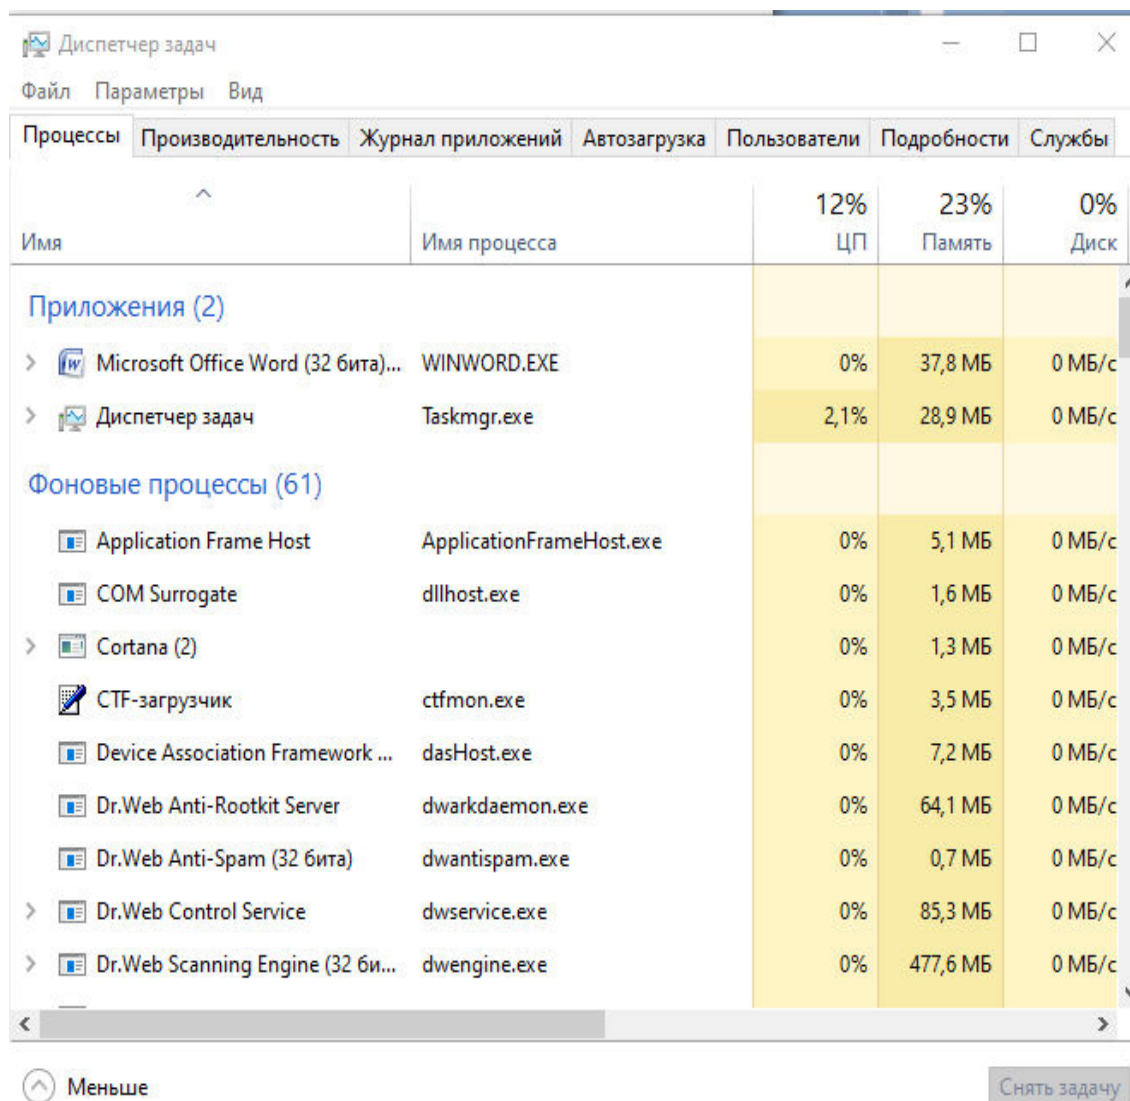 Диспетчер задач
Файл Параметры Вид
Процессы Производительность Журнал приложений Автозагрузка Пользователи Подробности Службы
12% 23% 0%
Имя Имя процесса ЦП Память Диск
Приложения (2)
Microsoft Office Word (32 бита)... WINWORD.EXE 0% 37,8 МБ 0 МБ/с
Диспетчер задач Taskmgr.exe 2,1% 28,9 МБ 0 МБ/с
Фоновые процессы (61)
Application Frame Host ApplicationFrameHost.exe 0% 5,1 МБ 0 МБ/с
COM Surrogate dllhost.exe 0% 1,6 МБ 0 МБ/с
Cortana (2) 0% 1,3 МБ 0 МБ/с
CTF-загрузчик ctfmon.exe 0% 3,5 МБ 0 МБ/с
Device Association Framework ... dasHost.exe 0% 7,2 МБ 0 МБ/с
Dr.Web Anti-Rootkit Server dwarkdaemon.exe 0% 64,1 МБ 0 МБ/с
Dr.Web Anti-Spam (32 бита) dwantispam.exe 0% 0,7 МБ 0 МБ/с
Dr.Web Control Service dwservice.exe 0% 85,3 МБ 0 МБ/с
Dr.Web Scanning Engine (32 би... dwengine.exe 0% 477,6 МБ 0 МБ/с
Меньше Снять задачу